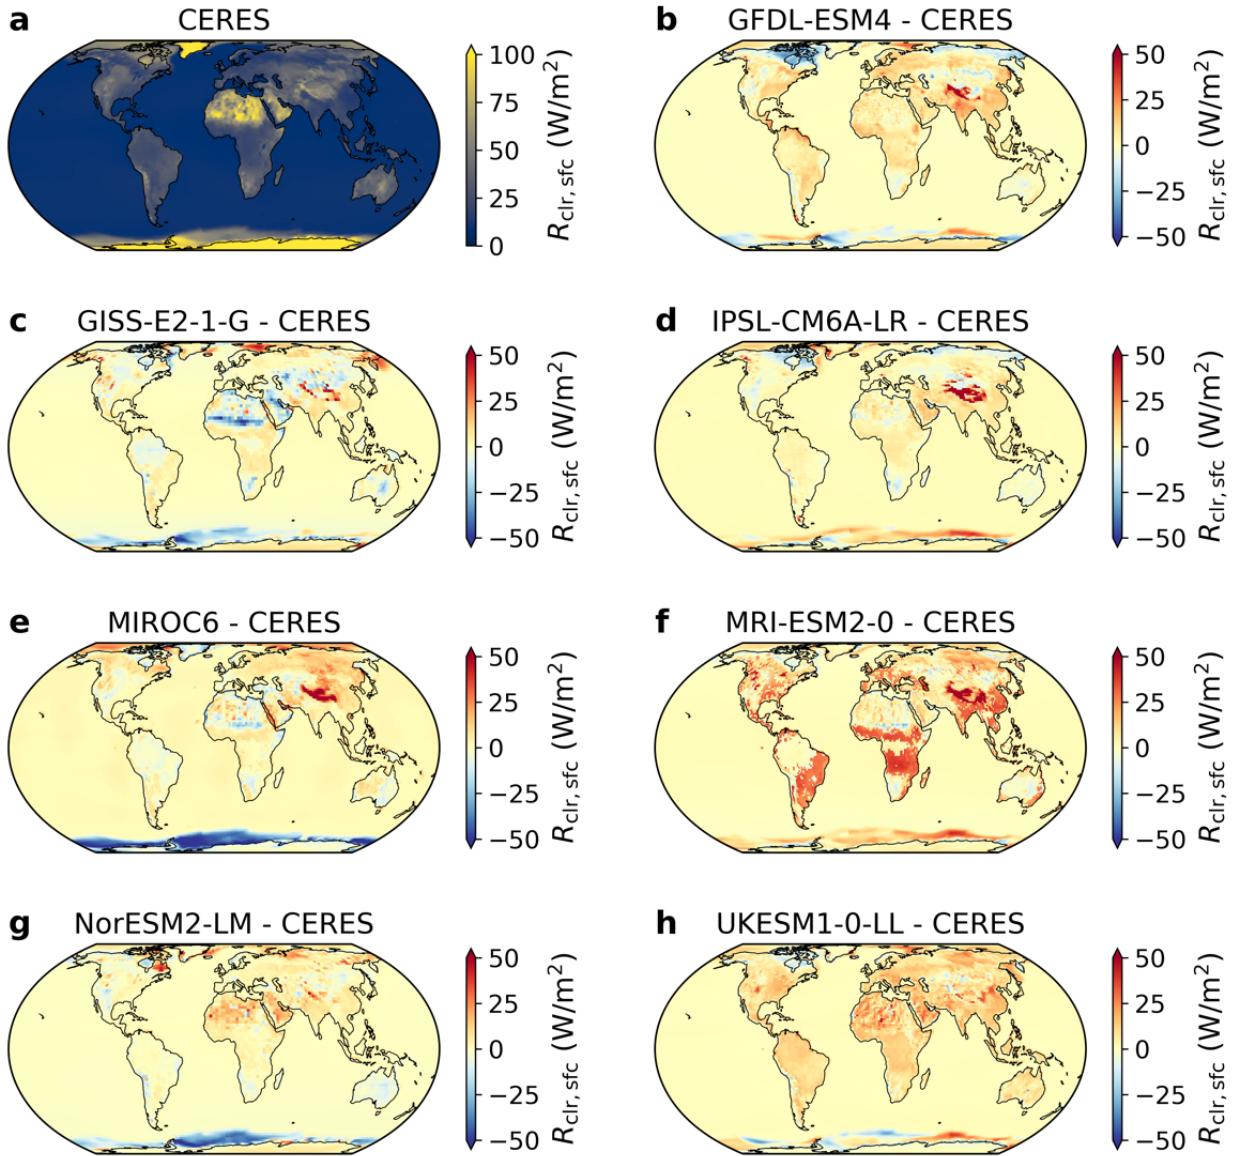 a CERES
100
75
50
25
0
R_clr, sfc (W/m²)
b GFDL-ESM4 - CERES
50
25
0
−25
−50
R_clr, sfc (W/m²)
c GISS-E2-1-G - CERES
50
25
0
−25
−50
R_clr, sfc (W/m²)
d IPSL-CM6A-LR - CERES
50
25
0
−25
−50
R_clr, sfc (W/m²)
e MIROC6 - CERES
50
25
0
−25
−50
R_clr, sfc (W/m²)
f MRI-ESM2-0 - CERES
50
25
0
−25
−50
R_clr, sfc (W/m²)
g NorESM2-LM - CERES
50
25
0
−25
−50
R_clr, sfc (W/m²)
h UKESM1-0-LL - CERES
50
25
0
−25
−50
R_clr, sfc (W/m²)